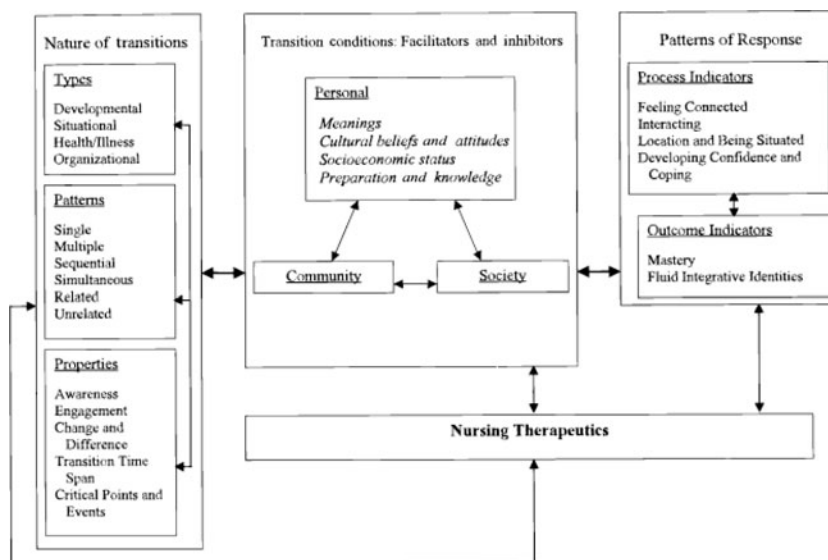 Nature of transitions
Types
Developmental
Situational
Health/Illness
Organizational
Patterns
Single
Multiple
Sequential
Simultaneous
Related
Unrelated
Properties
Awareness
Engagement
Change and
Difference
Transition Time
Span
Critical Points and
Events
Transition conditions: Facilitators and inhibitors
Personal
Meanings
Cultural beliefs and attitudes
Socioeconomic status
Preparation and knowledge
Community
Society
Patterns of Response
Process Indicators
Feeling Connected
Interacting
Location and Being Situated
Developing Confidence and
Coping
Outcome Indicators
Mastery
Fluid Integrative Identities
Nursing Therapeutics